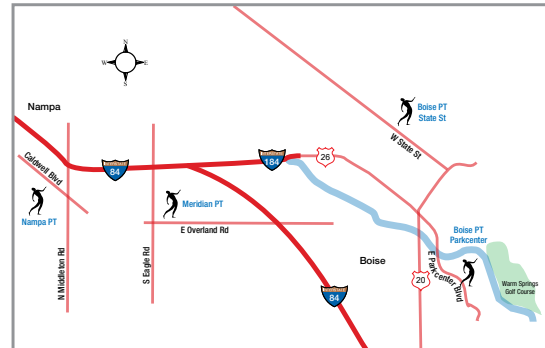 N
W E
S
Nampa
Boise PT
State St
W State St
Caldwell Blvd
84
184
26
Nampa PT
Meridian PT
N Middleton Rd
S Eagle Rd
E Overland Rd
Boise PT
Parkcenter
Boise
E Parkcenter Blvd
20
84
Warm Springs
Golf Course